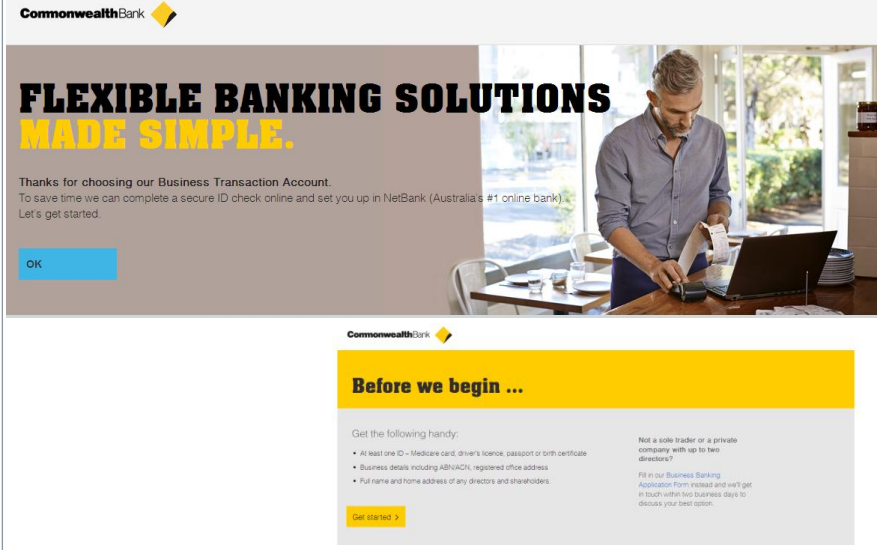 CommonwealthBank
FLEXIBLE BANKING SOLUTIONS
MADE SIMPLE.
Thanks for choosing our Business Transaction Account.
To save time we can complete a secure ID check online and set you up in NetBank (Australia's #1 online bank).
Let's get started.
OK
CommonwealthBank
Before we begin ...
Get the following handy:
• At least one ID – Medicare card, driver's licence, passport or birth certificate
• Business details including ABN/ACN, registered office address
• Full name and home address of any directors and shareholders.
Get started >
Not a sole trader or a private
company with up to two
directors?
Fill in our Business Banking
Application Form instead and we'll get
in touch within two business days to
discuss your best option.